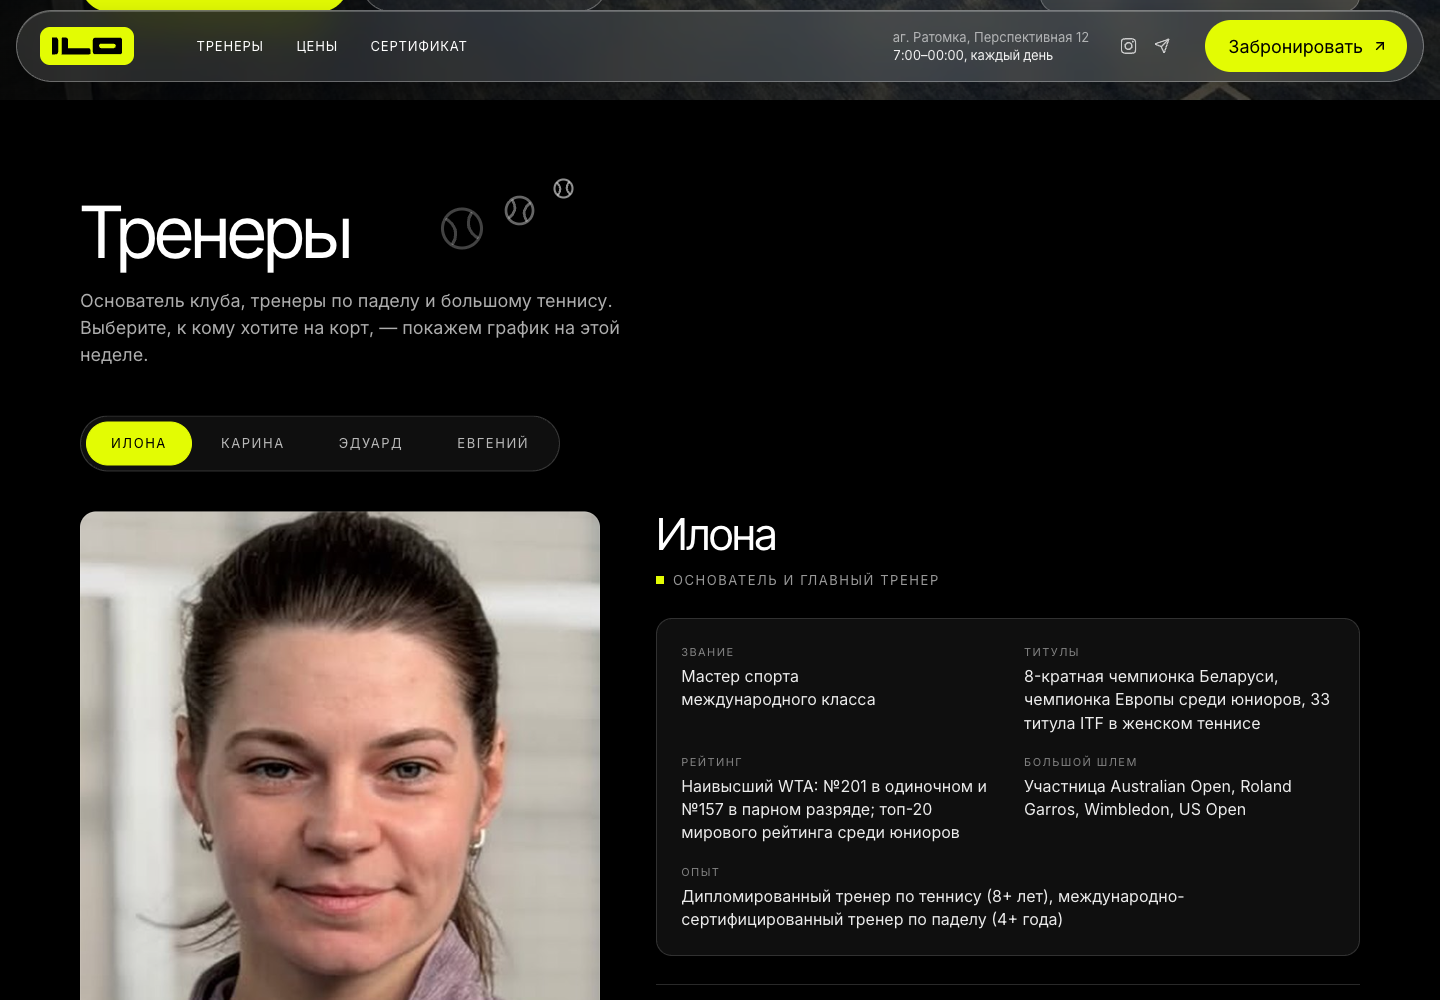 ILO
ТРЕНЕРЫ
ЦЕНЫ
СЕРТИФИКАТ
аг. Ратомка, Перспективная 12
7:00–00:00, каждый день
Забронировать
Тренеры
Основатель клуба, тренеры по паделу и большому теннису.
Выберите, к кому хотите на корт, — покажем график на этой
неделе.
ИЛОНА
КАРИНА
ЭДУАРД
ЕВГЕНИЙ
Илона
ОСНОВАТЕЛЬ И ГЛАВНЫЙ ТРЕНЕР
ЗВАНИЕ
Мастер спорта
международного класса
ТИТУЛЫ
8-кратная чемпионка Беларуси,
чемпионка Европы среди юниоров, 33
титула ITF в женском теннисе
РЕЙТИНГ
Наивысший WTA: №201 в одиночном и
№157 в парном разряде; топ-20
мирового рейтинга среди юниоров
БОЛЬШОЙ ШЛЕМ
Участница Australian Open, Roland
Garros, Wimbledon, US Open
ОПЫТ
Дипломированный тренер по теннису (8+ лет), международно-
сертифицированный тренер по паделу (4+ года)